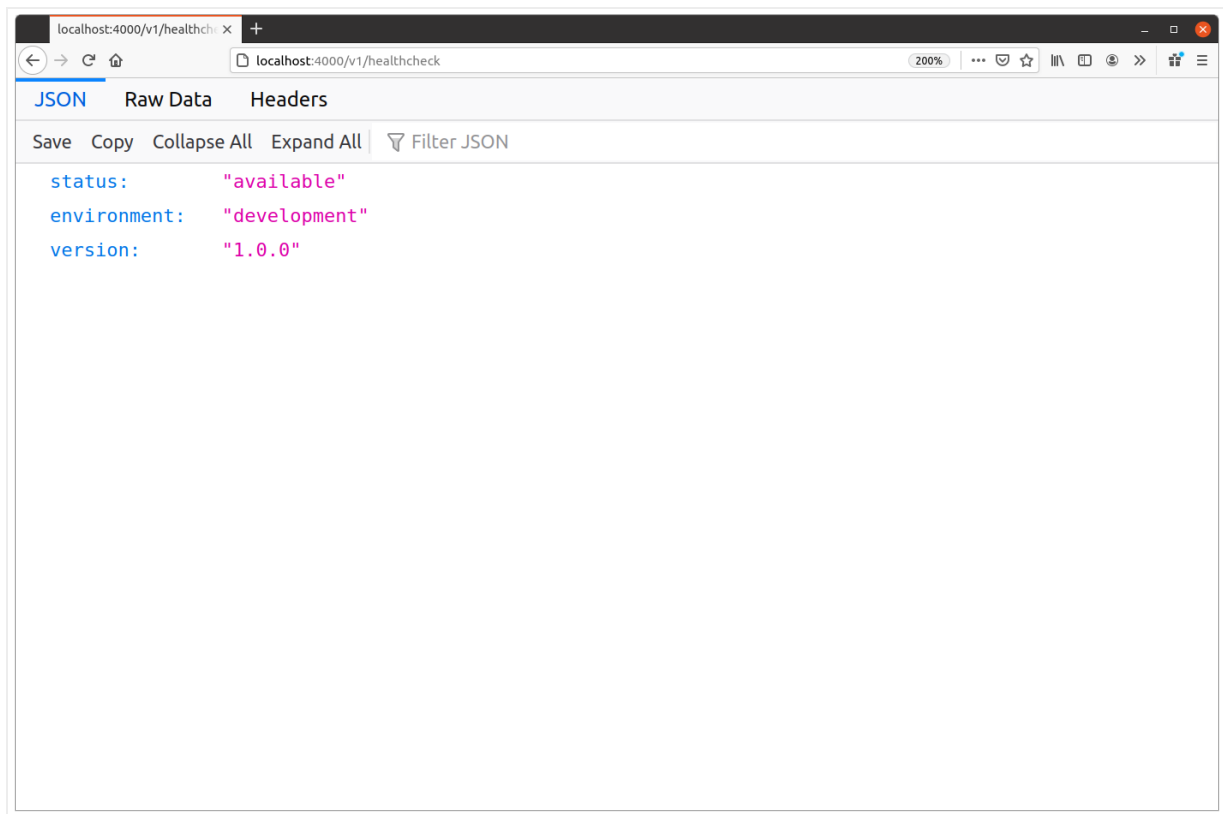 localhost:4000/v1/healthche
localhost:4000/v1/healthcheck
200%
JSON Raw Data Headers
Save Copy Collapse All Expand All Filter JSON
status: "available"
environment: "development"
version: "1.0.0"